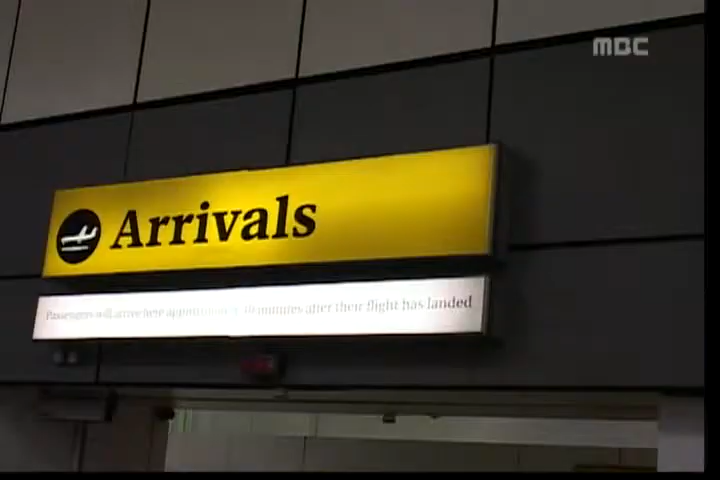 MBC
Arrivals
Passengers will arrive here minutes after their flight has landed